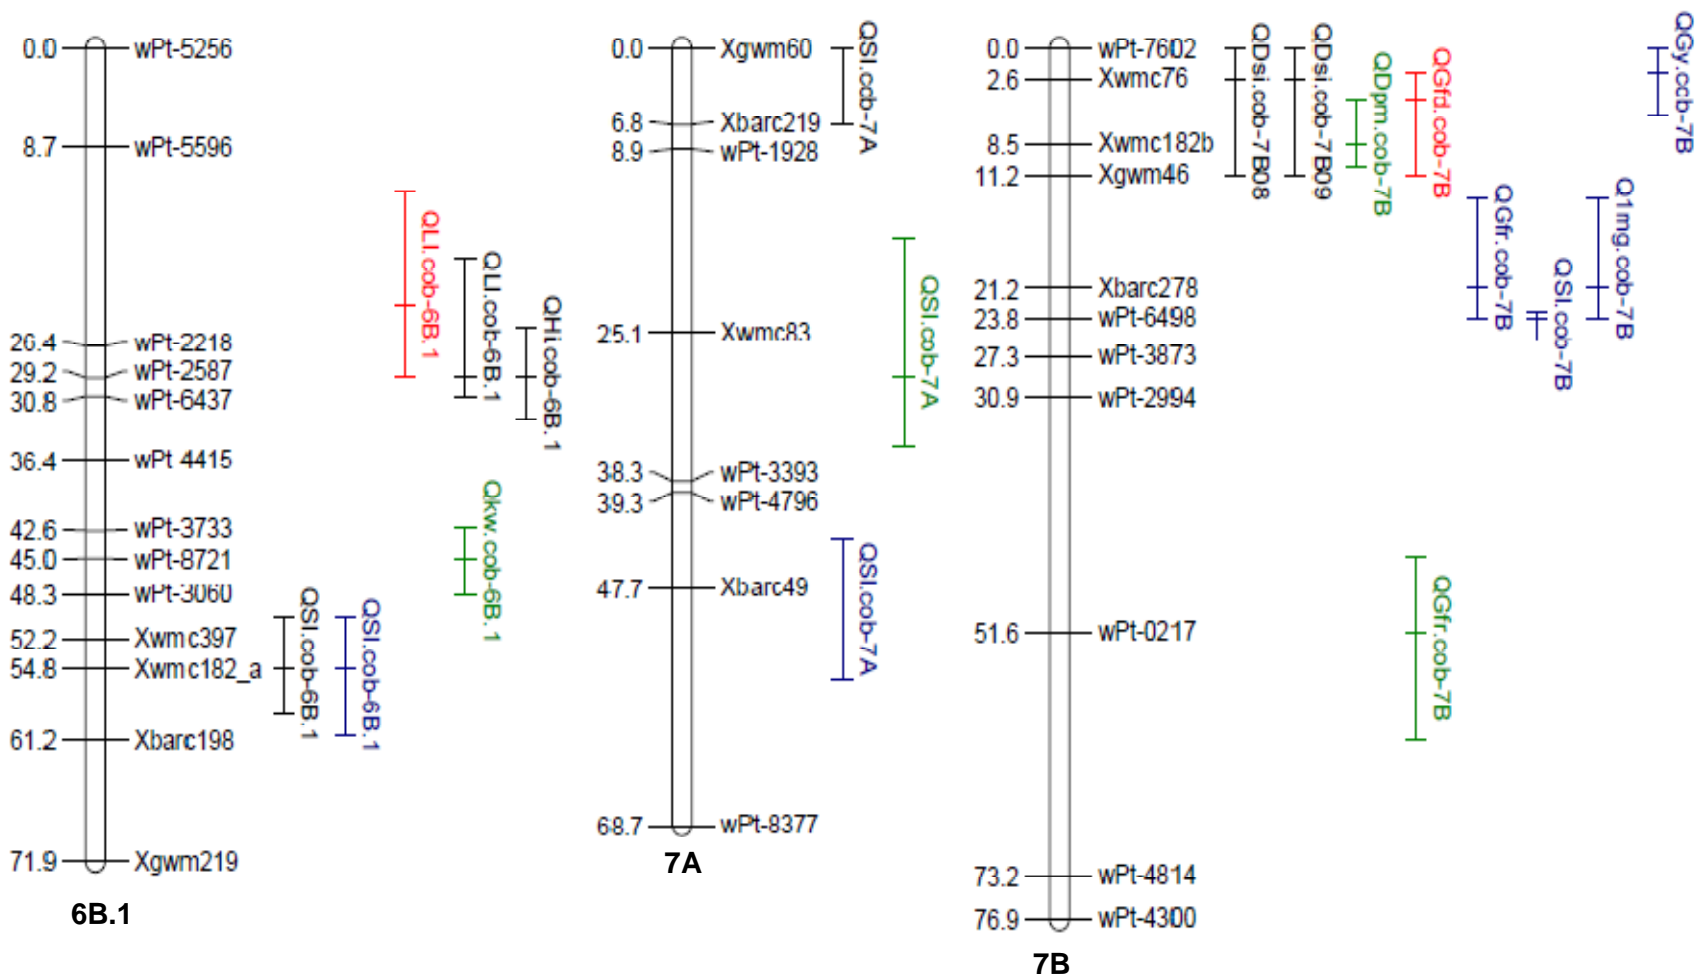 0.0 wPt-5256
8.7 wPt-5596
26.4 wPt-2218
29.2 wPt-2587
30.8 wPt-6437
36.4 wPt 4415
42.6 wPt-3733
45.0 wPt-8721
48.3 wPt-3060
52.2 Xwmc397
54.8 Xwmc182_a
61.2 Xbarc198
71.9 Xgwm219
QSl.cob-6B.1
QSl.cob-6B.1
QLl.cob-6B.1
QLl.cob-6B.1
Qkw.cob-6B.1
QHi.cob-6B.1
6B.1
0.0 Xgwm60
6.8 Xbarc219
8.9 wPt-1928
25.1 Xwmc83
38.3 wPt-3393
39.3 wPt-4796
47.7 Xbarc49
68.7 wPt-8377
QSl.ccb-7A
QSl.cob-7A
QSl.cob-7A
7A
0.0 wPt-7602
2.6 Xwmc76
8.5 Xwmc182b
11.2 Xgwm46
21.2 Xbarc278
23.8 wPt-6498
27.3 wPt-3873
30.9 wPt-2994
51.6 wPt-0217
73.2 wPt-4814
76.9 wPt-4300
QDsi.cob-7B08
QDsi.cob-7B09
QDpm.cob-7B
QGfd.cob-7B
QGfr.cob-7B
QGfr.cob-7B
QSl.cob-7B
Q1mg.cob-7B
QGy.ccb-7B
7B